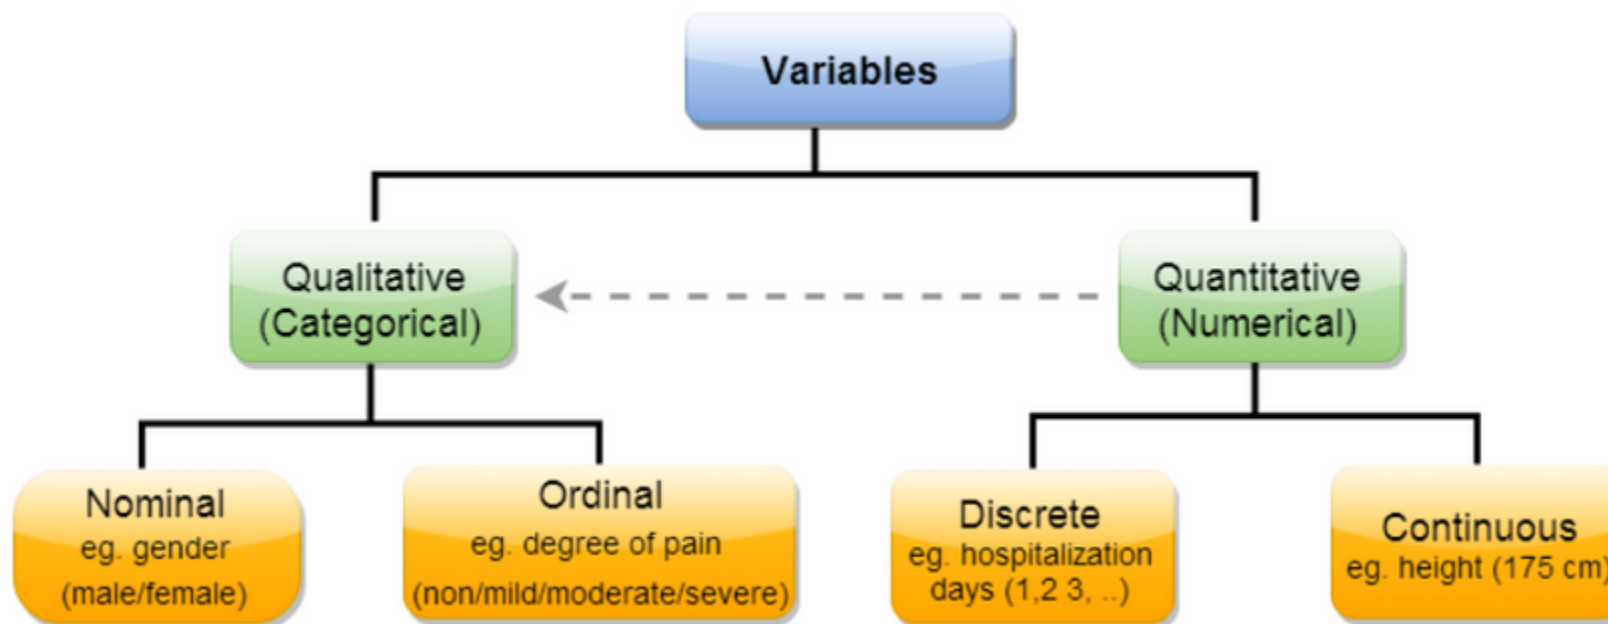 Variables
Qualitative
(Categorical)
Quantitative
(Numerical)
Nominal
eg. gender
(male/female)
Ordinal
eg. degree of pain
(non/mild/moderate/severe)
Discrete
eg. hospitalization
days (1,2 3, ..)
Continuous
eg. height (175 cm)